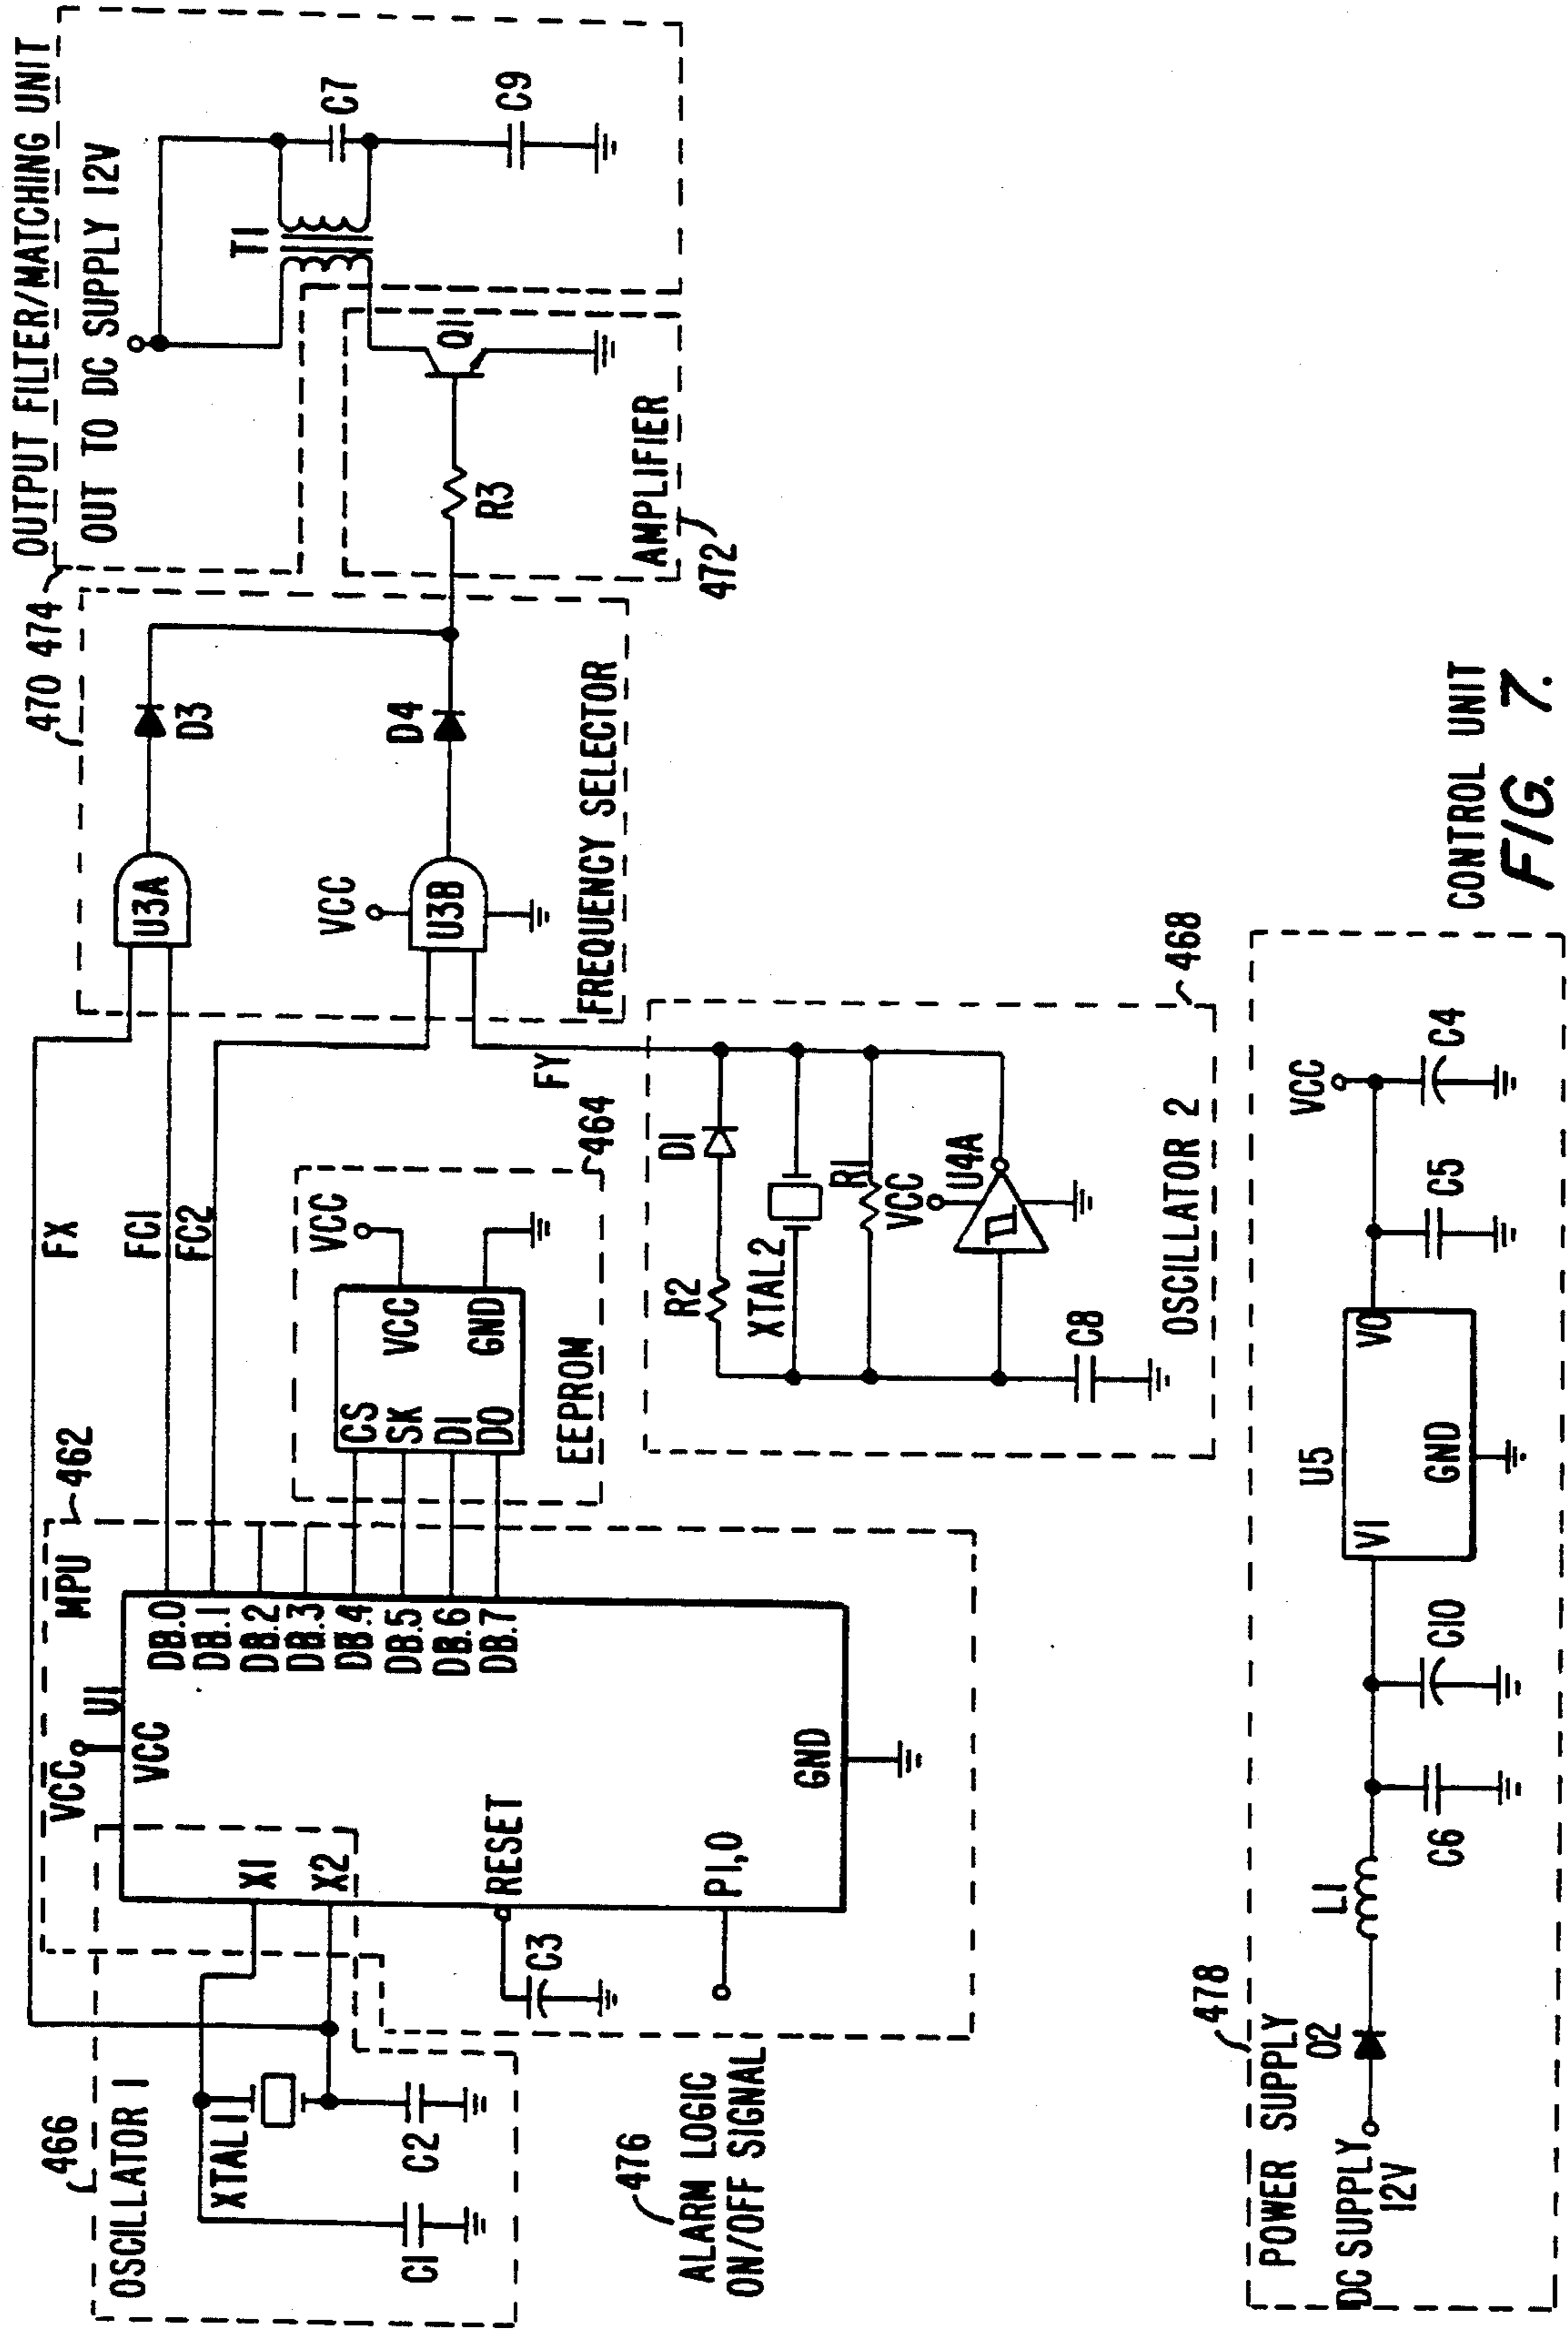 OUTPUT FILTER/MATCHING UNIT
OUT TO DC SUPPLY 12V
470
474
T1
C7
C9
Q1
R3
AMPLIFIER
472
D3
D4
U3A
U3B
VCC
FREQUENCY SELECTOR
FX
FC1
FC2
FY
462
MPU
U1
VCC
VCC
DB.0
DB.1
DB.2
DB.3
DB.4
DB.5
DB.6
DB.7
X1
X2
RESET
C3
P1,0
GND
464
VCC
CS
SK
DI
DO
VCC
GND
EEPROM
466
OSCILLATOR 1
XTAL1
C1
C2
476
ALARM LOGIC
ON/OFF SIGNAL
468
D1
R2
XTAL2
R1
VCC
U4A
C8
OSCILLATOR 2
478
POWER SUPPLY
DC SUPPLY
12V
D2
L1
C6
C10
U5
VI
VO
GND
C5
VCC
C4
CONTROL UNIT
FIG. 7.